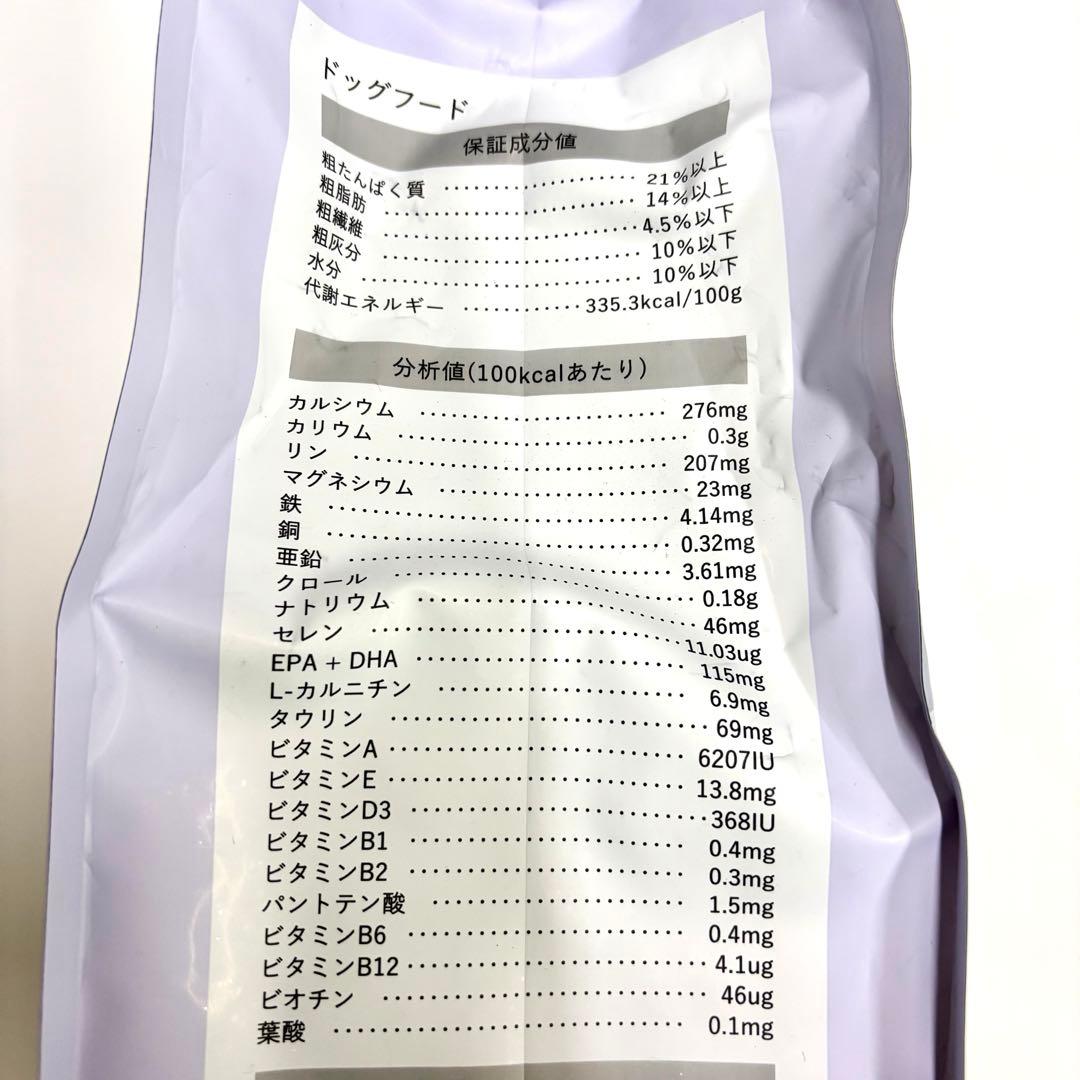 ドッグフード
保証成分値
粗たんぱく質 ･････････････････ 21%以上
粗脂肪 ･････････････････････ 14%以上
粗繊維 ･････････････････････ 4.5%以下
粗灰分 ･････････････････････ 10%以下
水分 ･･･････････････････････ 10%以下
代謝エネルギー ･･････････ 335.3kcal/100g
分析値(100kcalあたり)
カルシウム ･････････････････････ 276mg
カリウム ････････････････････････ 0.3g
リン ･･････････････････････････ 207mg
マグネシウム ･････････････････････ 23mg
鉄 ･････････････････････････････ 4.14mg
銅 ･････････････････････････････ 0.32mg
亜鉛 ･･･････････････････････････ 3.61mg
クロール ････････････････････････ 0.18g
ナトリウム ･･･････････････････････ 46mg
セレン ･････････････････････････ 11.03ug
EPA + DHA ･･････････････････････ 115mg
L-カルニチン ････････････････････ 6.9mg
タウリン ････････････････････････ 69mg
ビタミンA ････････････････････････ 6207IU
ビタミンE ････････････････････････ 13.8mg
ビタミンD3 ･･･････････････････････ 368IU
ビタミンB1 ･･････････････････････ 0.4mg
ビタミンB2 ･･････････････････････ 0.3mg
パントテン酸 ････････････････････ 1.5mg
ビタミンB6 ･･････････････････････ 0.4mg
ビタミンB12 ･･････････････････････ 4.1ug
ビオチン ･････････････････････････ 46ug
葉酸 ･･･････････････････････････ 0.1mg